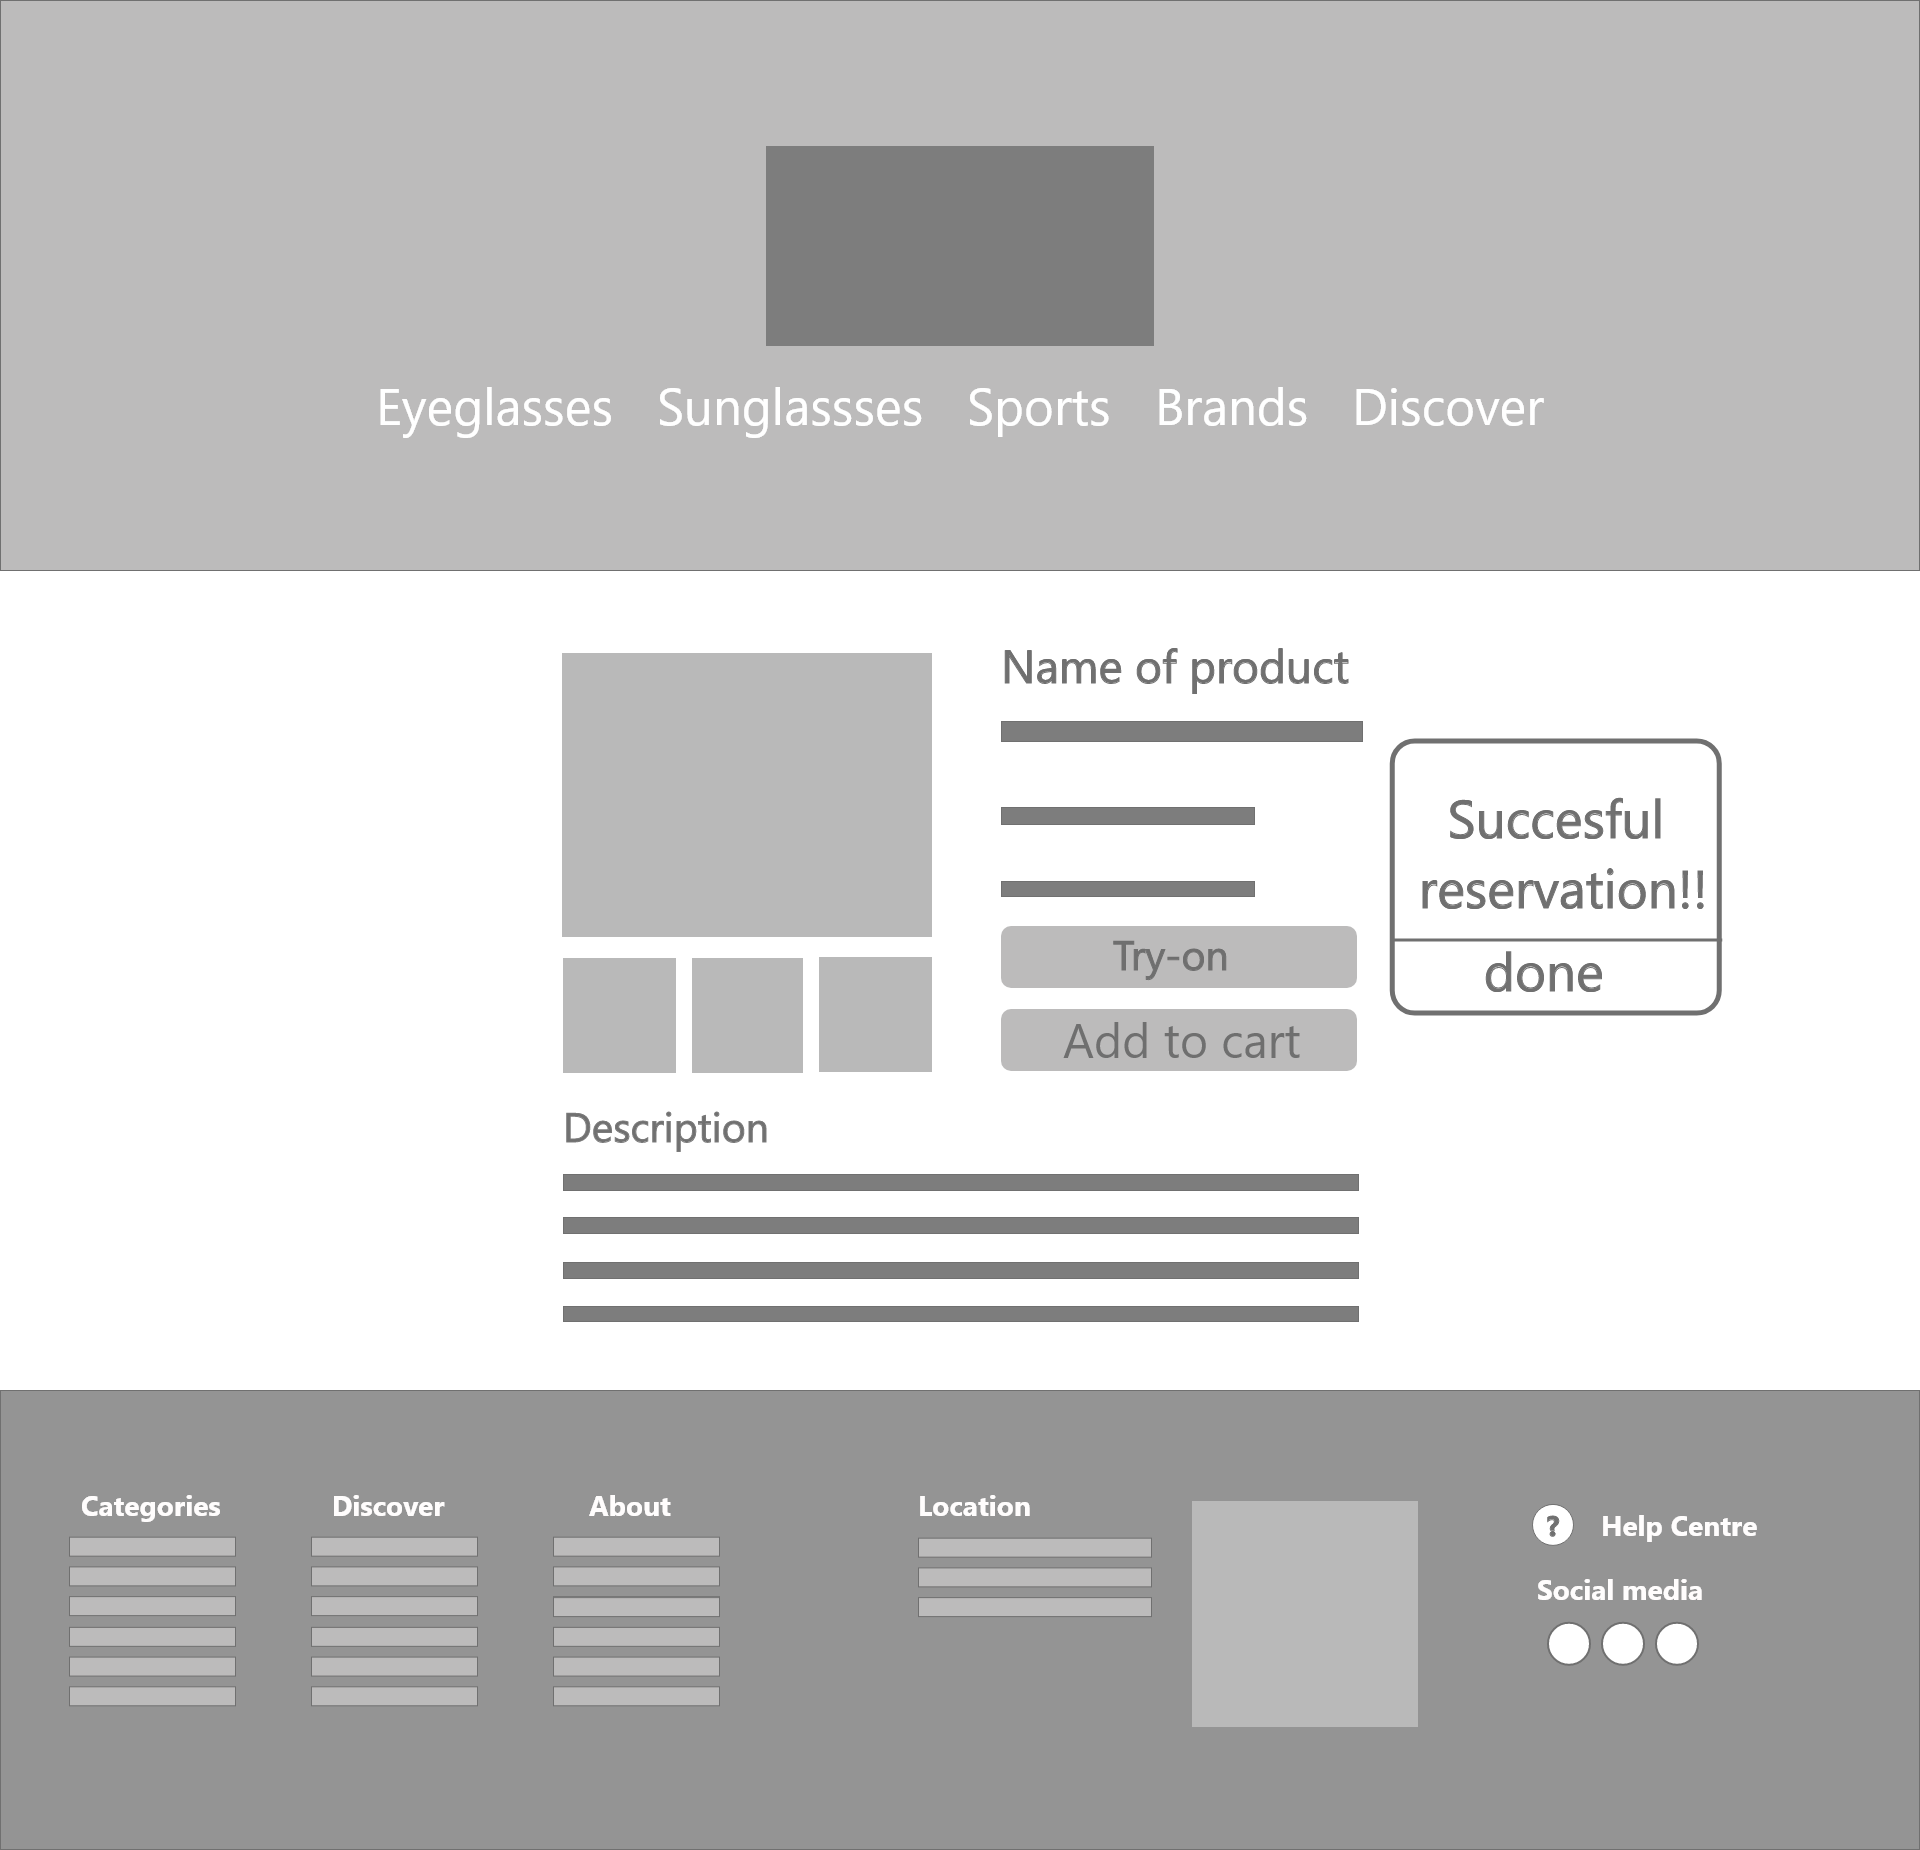 Eyeglasses Sunglassses Sports Brands Discover
Name of product
Succesful
reservation!!
done
Try-on
Add to cart
Description
Categories
Discover
About
Location
? Help Centre
Social media